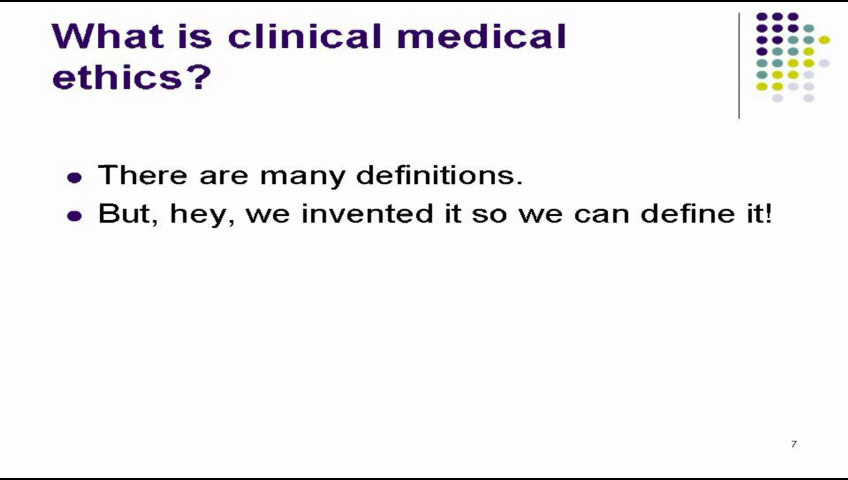 What is clinical medical
ethics?
There are many definitions.
But, hey, we invented it so we can define it!
7